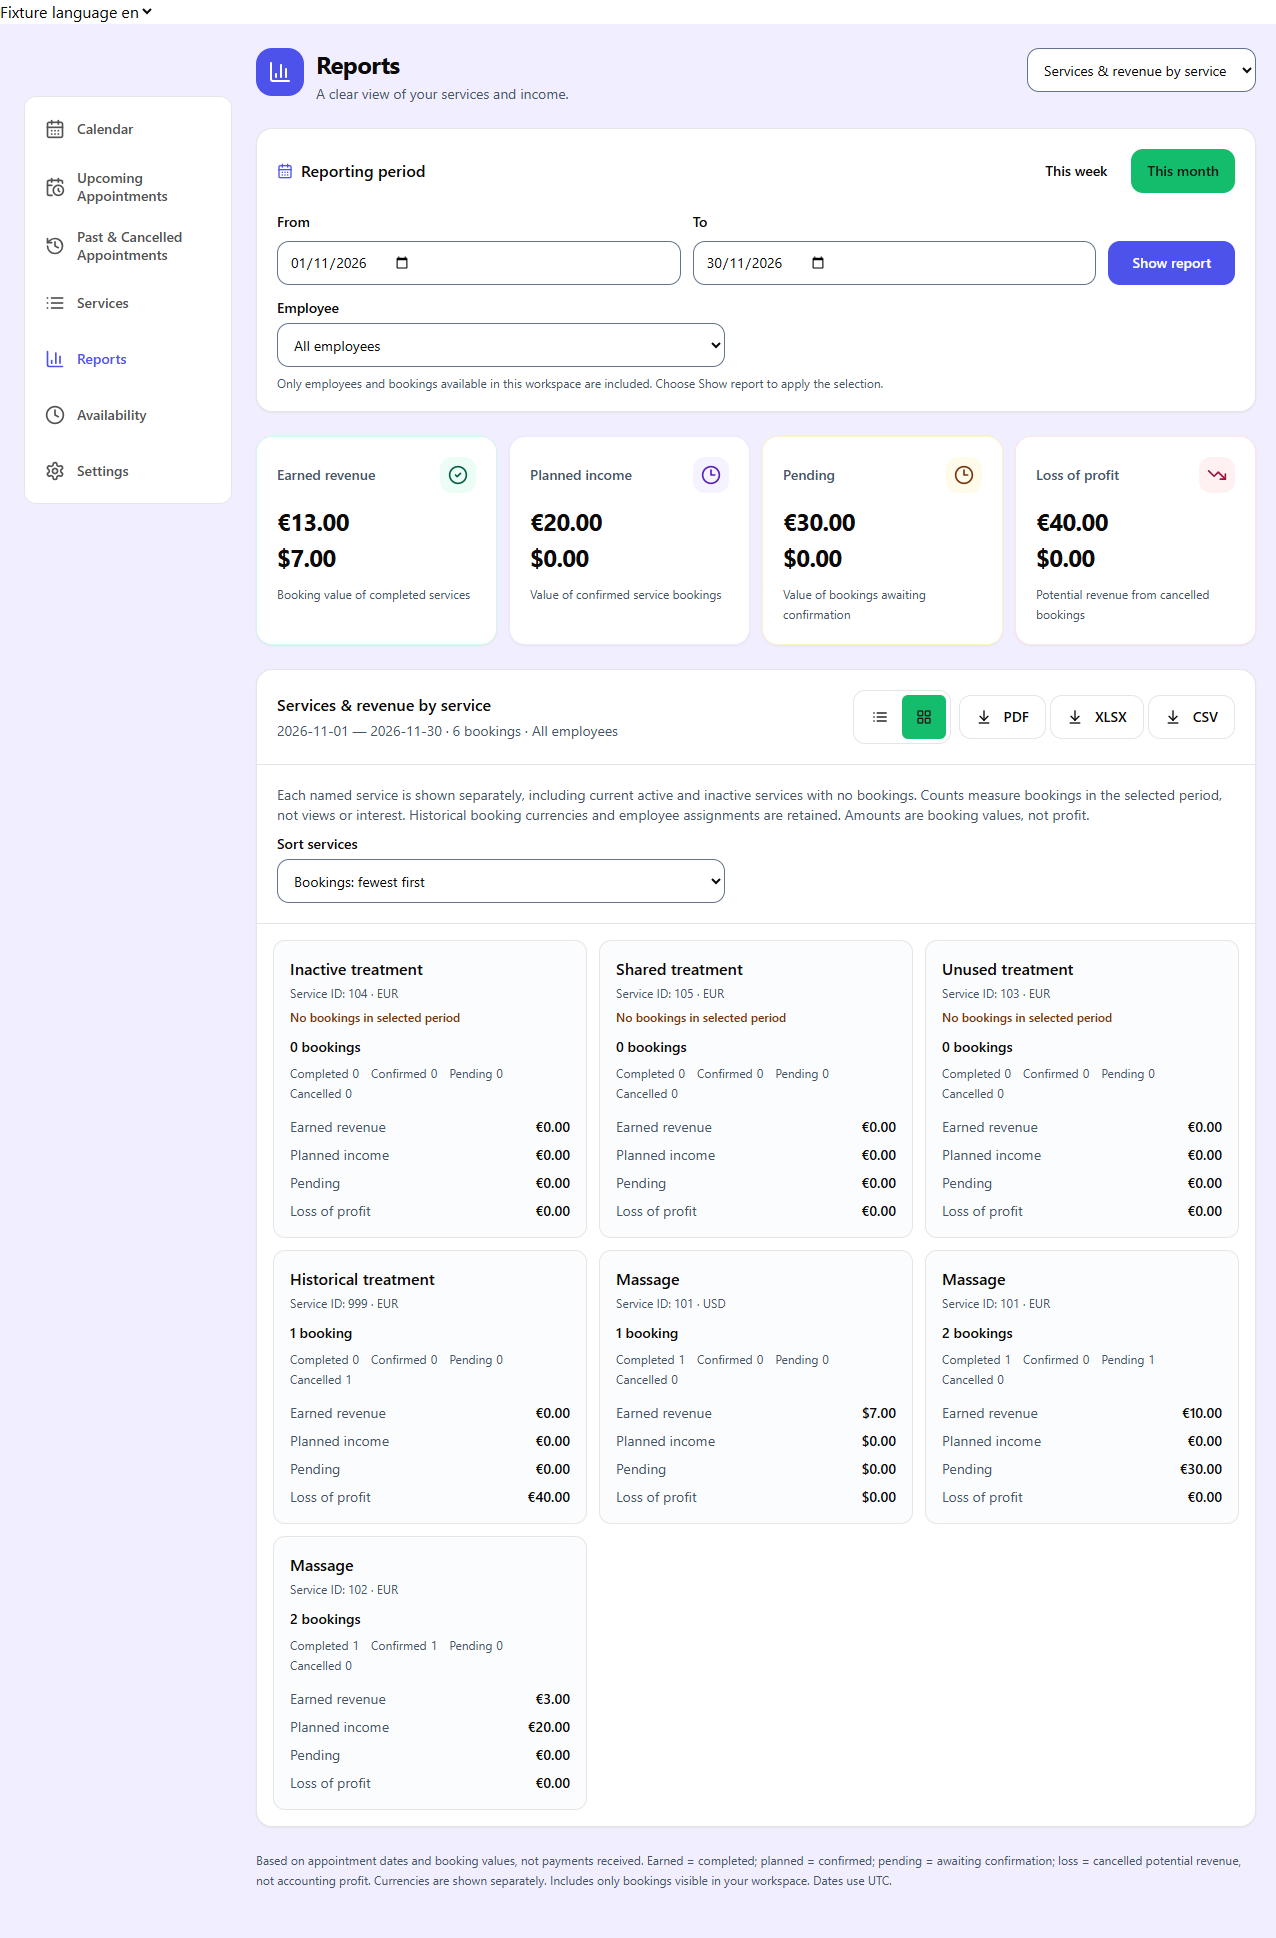 Fixture language en
Reports
A clear view of your services and income.
Services & revenue by service
Calendar
Upcoming
Appointments
Past & Cancelled
Appointments
Services
Reports
Availability
Settings
Reporting period
This week
This month
From
To
01/11/2026
30/11/2026
Show report
Employee
All employees
Only employees and bookings available in this workspace are included. Choose Show report to apply the selection.
Earned revenue
€13.00
$7.00
Booking value of completed services
Planned income
€20.00
$0.00
Value of confirmed service bookings
Pending
€30.00
$0.00
Value of bookings awaiting
confirmation
Loss of profit
€40.00
$0.00
Potential revenue from cancelled
bookings
Services & revenue by service
2026-11-01 — 2026-11-30 · 6 bookings · All employees
PDF
XLSX
CSV
Each named service is shown separately, including current active and inactive services with no bookings. Counts measure bookings in the selected period,
not views or interest. Historical booking currencies and employee assignments are retained. Amounts are booking values, not profit.
Sort services
Bookings: fewest first
Inactive treatment
Service ID: 104 · EUR
No bookings in selected period
0 bookings
Completed 0 Confirmed 0 Pending 0
Cancelled 0
Earned revenue €0.00
Planned income €0.00
Pending €0.00
Loss of profit €0.00
Shared treatment
Service ID: 105 · EUR
No bookings in selected period
0 bookings
Completed 0 Confirmed 0 Pending 0
Cancelled 0
Earned revenue €0.00
Planned income €0.00
Pending €0.00
Loss of profit €0.00
Unused treatment
Service ID: 103 · EUR
No bookings in selected period
0 bookings
Completed 0 Confirmed 0 Pending 0
Cancelled 0
Earned revenue €0.00
Planned income €0.00
Pending €0.00
Loss of profit €0.00
Historical treatment
Service ID: 999 · EUR
1 booking
Completed 0 Confirmed 0 Pending 0
Cancelled 1
Earned revenue €0.00
Planned income €0.00
Pending €0.00
Loss of profit €40.00
Massage
Service ID: 101 · USD
1 booking
Completed 1 Confirmed 0 Pending 0
Cancelled 0
Earned revenue $7.00
Planned income $0.00
Pending $0.00
Loss of profit $0.00
Massage
Service ID: 101 · EUR
2 bookings
Completed 1 Confirmed 0 Pending 1
Cancelled 0
Earned revenue €10.00
Planned income €0.00
Pending €30.00
Loss of profit €0.00
Massage
Service ID: 102 · EUR
2 bookings
Completed 1 Confirmed 1 Pending 0
Cancelled 0
Earned revenue €3.00
Planned income €20.00
Pending €0.00
Loss of profit €0.00
Based on appointment dates and booking values, not payments received. Earned = completed; planned = confirmed; pending = awaiting confirmation; loss = cancelled potential revenue,
not accounting profit. Currencies are shown separately. Includes only bookings visible in your workspace. Dates use UTC.